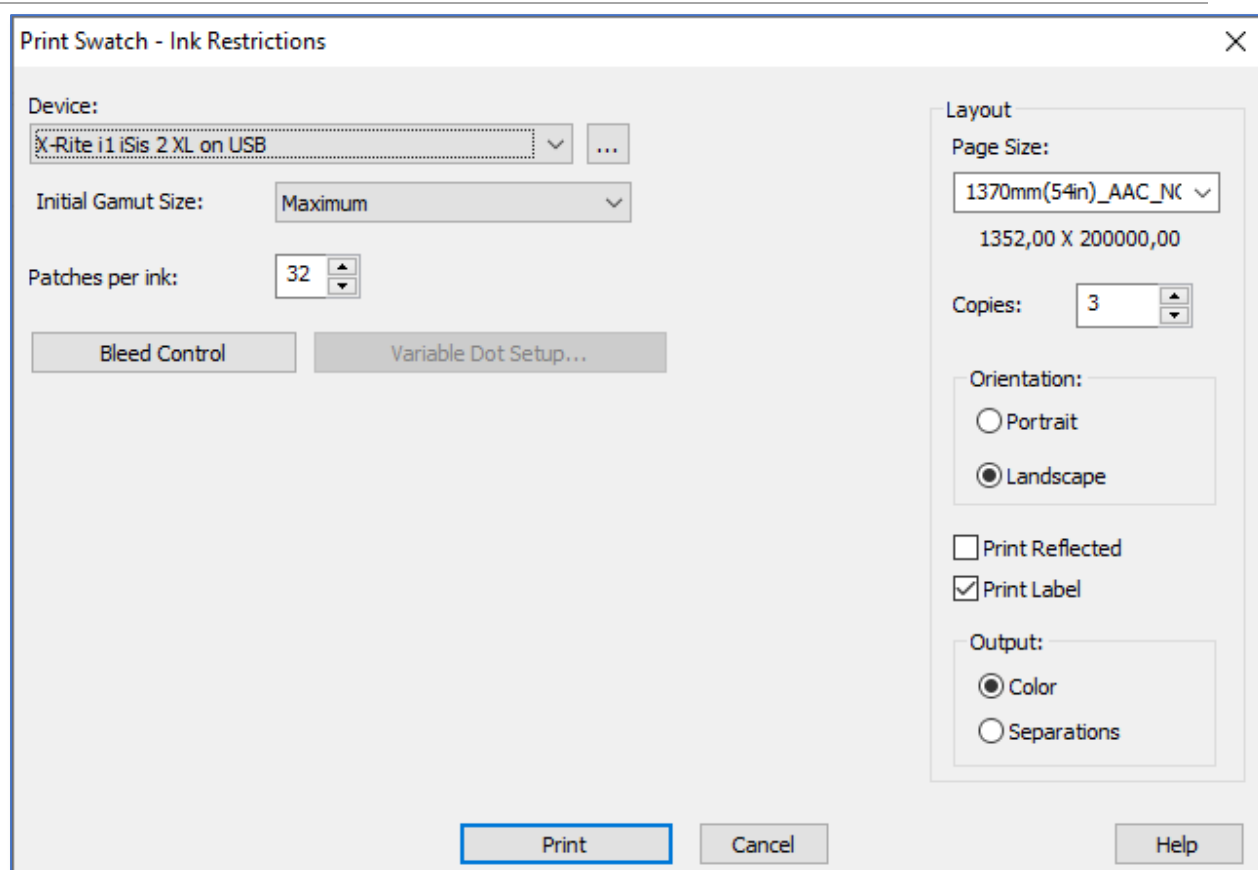 Print Swatch - Ink Restrictions
Device:
X-Rite i1 iSis 2 XL on USB
...
Initial Gamut Size:
Maximum
Patches per ink:
32
Bleed Control
Variable Dot Setup...
Layout
Page Size:
1370mm(54in)_AAC_N(
1352,00 X 200000,00
Copies:
3
Orientation:
Portrait
Landscape
Print Reflected
Print Label
Output:
Color
Separations
Print
Cancel
Help